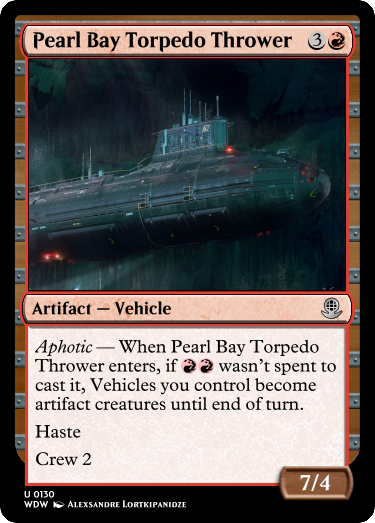 Pearl Bay Torpedo Thrower 3
Artifact — Vehicle
Aphotic — When Pearl Bay Torpedo
Thrower enters, if wasn't spent to
cast it, Vehicles you control become
artifact creatures until end of turn.
Haste
Crew 2
7/4
U 0130
WDW Alexsandre Lortkipanidze